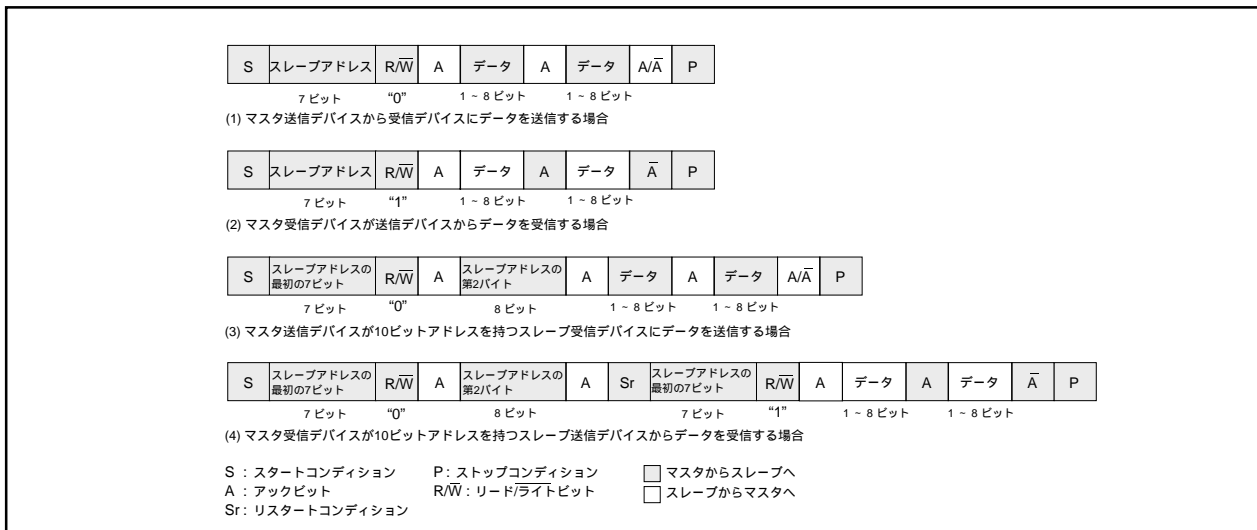 S スレーブアドレス R/W̅ A データ A データ A/A̅ P
7 ビット “0” 1 ~ 8 ビット 1 ~ 8 ビット
(1) マスタ送信デバイスから受信デバイスにデータを送信する場合
S スレーブアドレス R/W̅ A データ A データ A̅ P
7 ビット “1” 1 ~ 8 ビット 1 ~ 8 ビット
(2) マスタ受信デバイスが送信デバイスからデータを受信する場合
S スレーブアドレスの最初の7ビット R/W̅ A スレーブアドレスの第2バイト A データ A データ A/A̅ P
7 ビット “0” 8 ビット 1 ~ 8 ビット 1 ~ 8 ビット
(3) マスタ送信デバイスが10ビットアドレスを持つスレーブ受信デバイスにデータを送信する場合
S スレーブアドレスの最初の7ビット R/W̅ A スレーブアドレスの第2バイト A Sr スレーブアドレスの最初の7ビット R/W̅ A データ A データ A̅ P
7 ビット “0” 8 ビット 7 ビット “1” 1 ~ 8 ビット 1 ~ 8 ビット
(4) マスタ受信デバイスが10ビットアドレスを持つスレーブ送信デバイスからデータを受信する場合
S : スタートコンディション P : ストップコンディション マスタからスレーブへ
A : アックビット R/W̅ : リード/ライトビット スレーブからマスタへ
Sr : リスタートコンディション